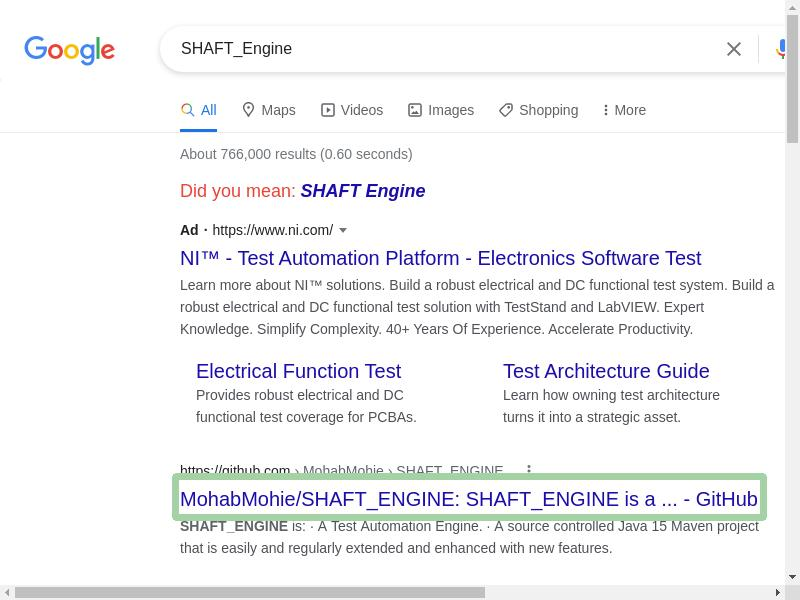 Google
SHAFT_Engine
All Maps Videos Images Shopping More
About 766,000 results (0.60 seconds)
Did you mean: SHAFT Engine
Ad · https://www.ni.com/
NI™ - Test Automation Platform - Electronics Software Test
Learn more about NI™ solutions. Build a robust electrical and DC functional test system. Build a
robust electrical and DC functional test solution with TestStand and LabVIEW. Expert
Knowledge. Simplify Complexity. 40+ Years Of Experience. Accelerate Productivity.
Electrical Function Test
Provides robust electrical and DC
functional test coverage for PCBAs.
Test Architecture Guide
Learn how owning test architecture
turns it into a strategic asset.
https://github.com › MohabMohie › SHAFT_ENGINE
MohabMohie/SHAFT_ENGINE: SHAFT_ENGINE is a ... - GitHub
SHAFT_ENGINE is: · A Test Automation Engine. · A source controlled Java 15 Maven project
that is easily and regularly extended and enhanced with new features.